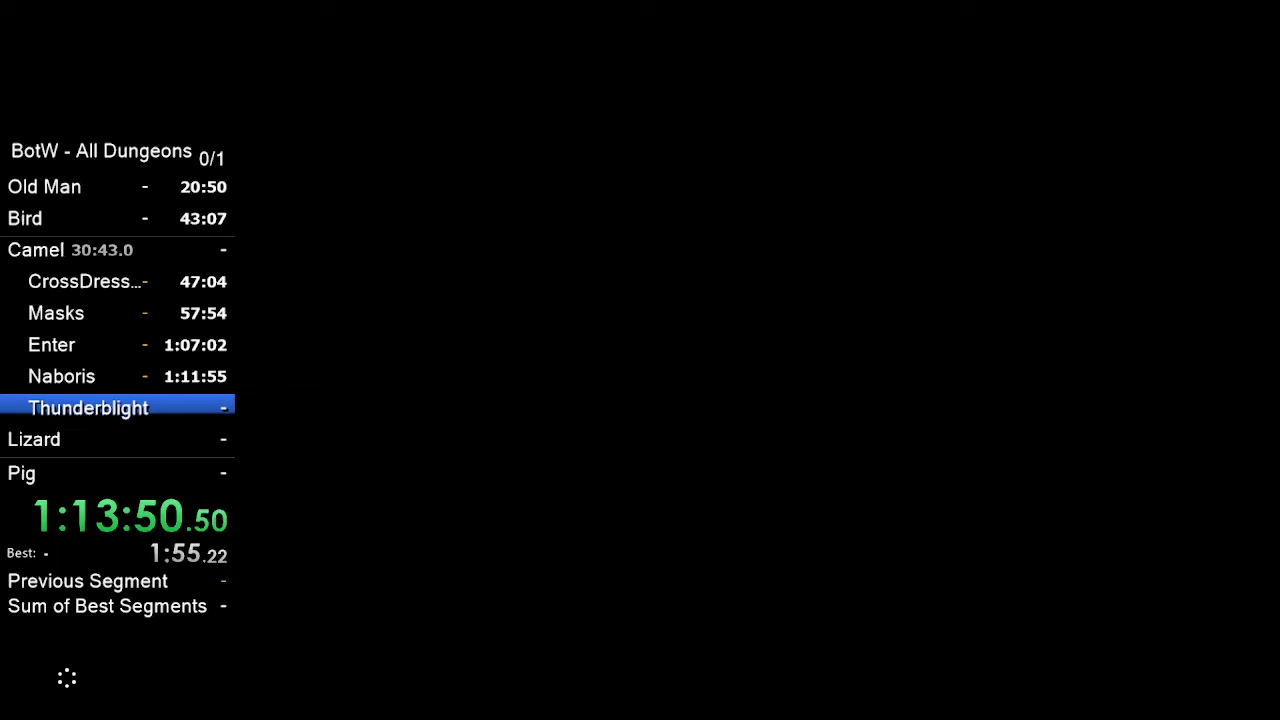 BotW - All Dungeons 0/1
Old Man - 20:50
Bird - 43:07
Camel 30:43.0 -
CrossDress...- 47:04
Masks - 57:54
Enter - 1:07:02
Naboris - 1:11:55
Thunderblight -
Lizard -
Pig -
1:13:50.50
Best: - 1:55.22
Previous Segment -
Sum of Best Segments -